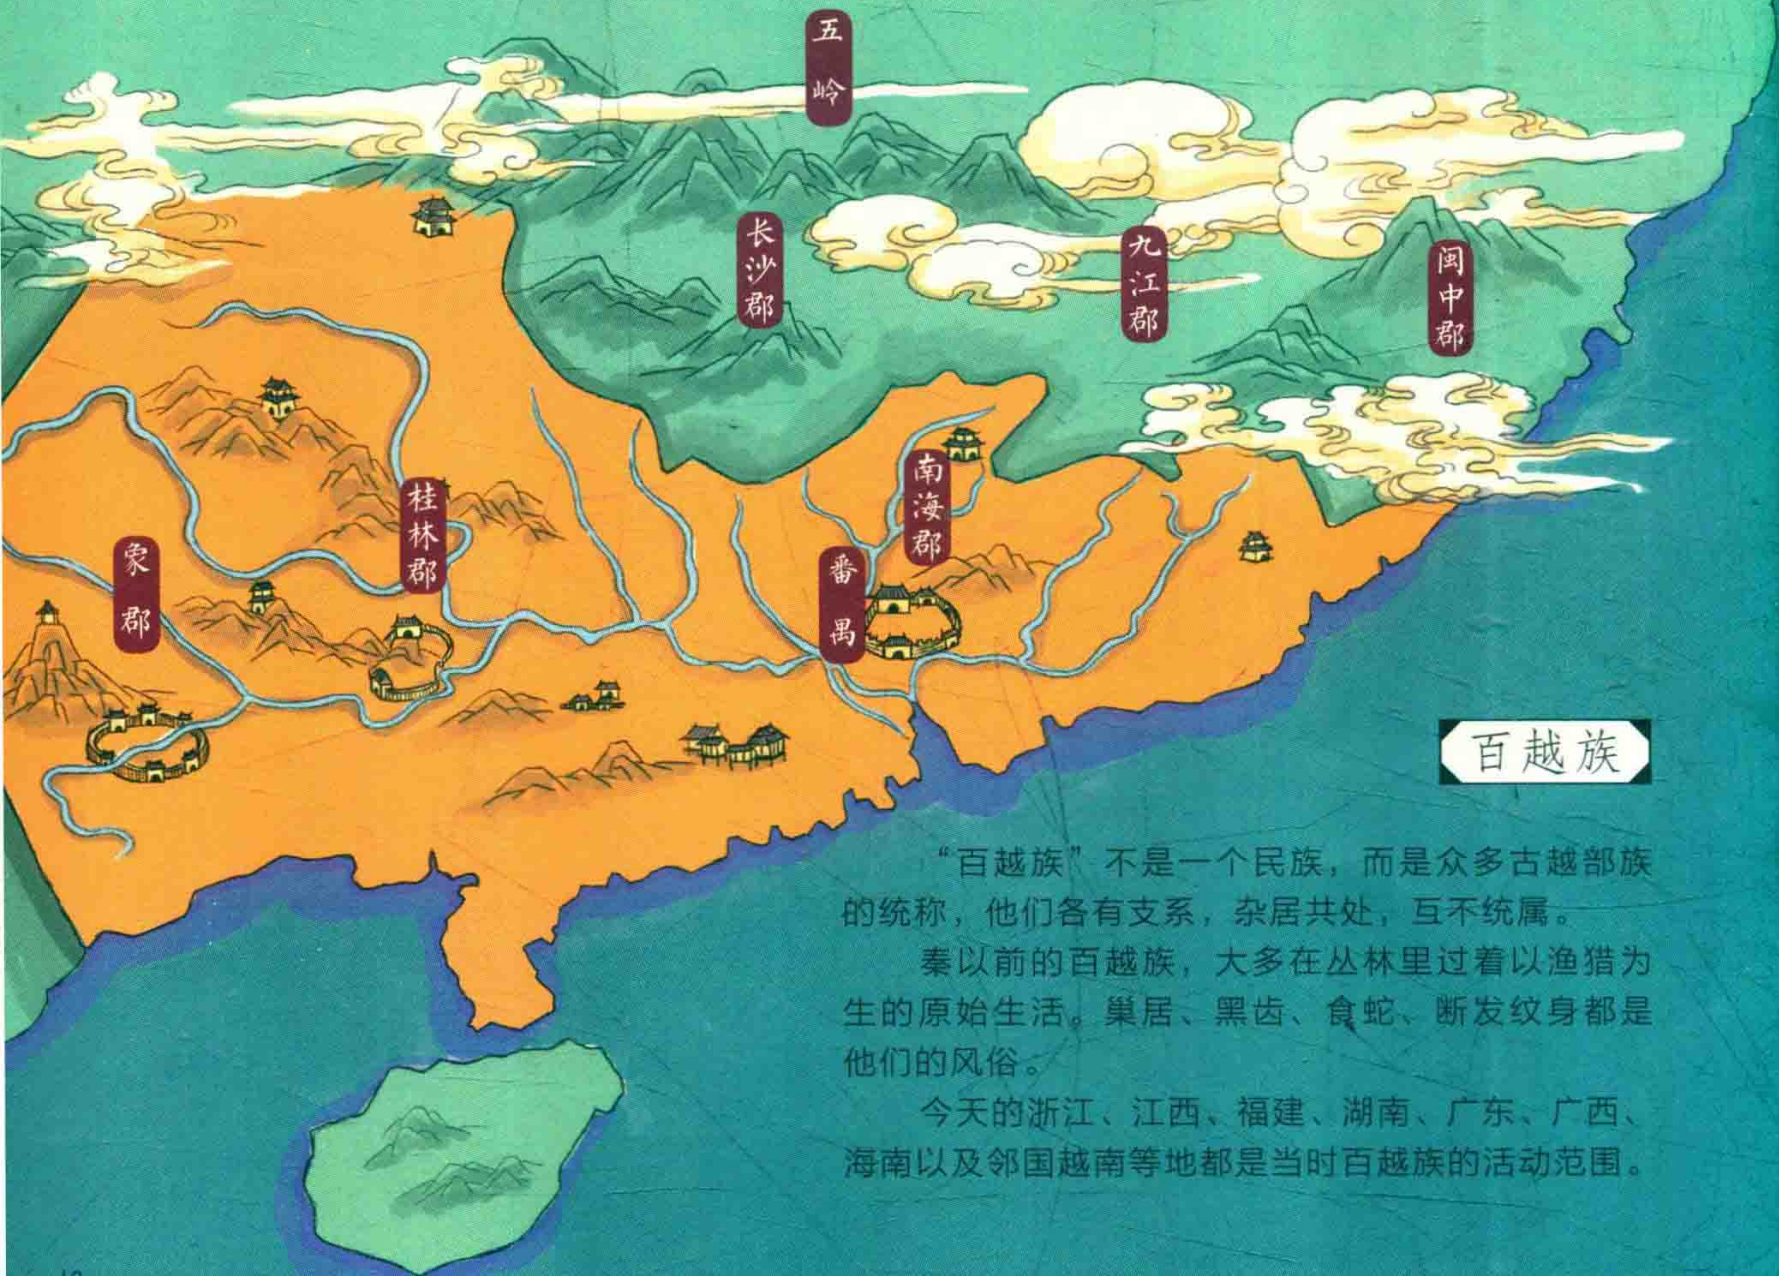 五岭
长沙郡
九江郡
闽中郡
南海郡
桂林郡
象郡
番禺
百越族
“百越族”不是一个民族，而是众多古越部族
的统称，他们各有支系，杂居共处，互不统属。
秦以前的百越族，大多在丛林里过着以渔猎为
生的原始生活。巢居、黑齿、食蛇、断发纹身都是
他们的风俗。
今天的浙江、江西、福建、湖南、广东、广西、
海南以及邻国越南等地都是当时百越族的活动范围。